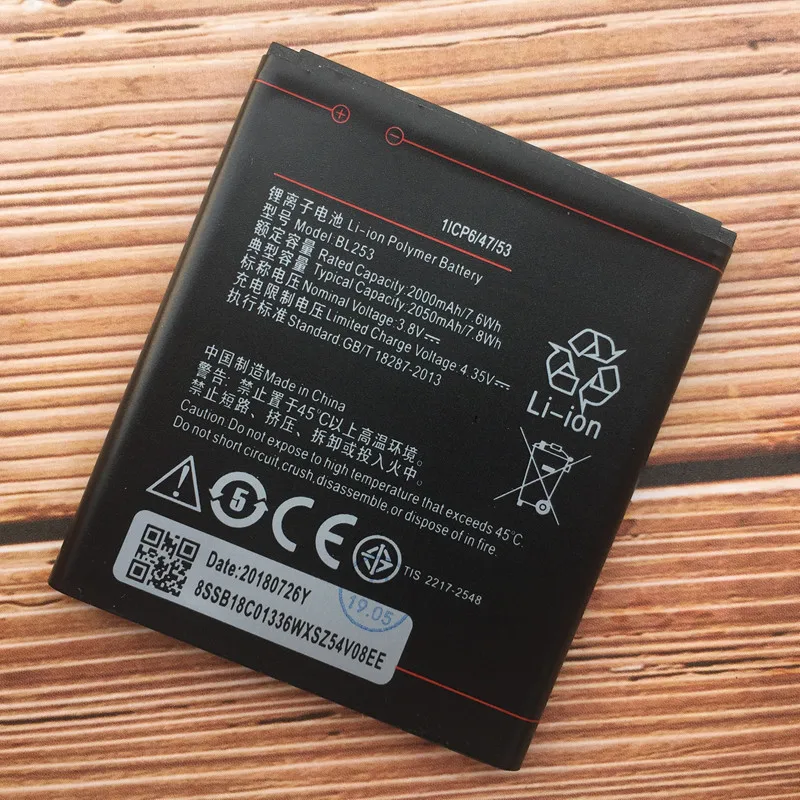 1ICP6/47/53
锂离子电池 Li-ion Polymer Battery
型号 Model:BL253
额定容量 Rated Capacity:2000mAh/7.6Wh
典型容量 Typical Capacity:2050mAh/7.8Wh
标称电压 Nominal Voltage:3.8V⎓
充电限制电压 Limited Charge Voltage:4.35V⎓
执行标准 Standard.GB/T 18287-2013
中国制造Made in China
警告:禁止置于45°C以上高温环境。
禁止短路、挤压、拆卸或投入火中。
Caution.Do not expose to high temperature that exceeds 45°C.
Do not short circuit,crush,disassemble,or dispose of in fire.
Li-ion
5
CE
TIS 2217-2548
Date:20180726Y
8SSB18C01336WXSZ54V08EE
19.05